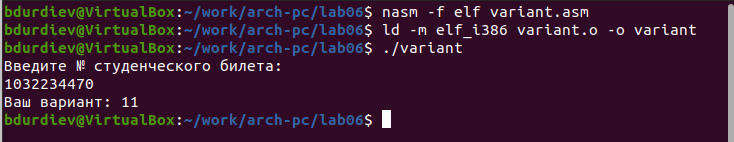 bdurdiev@VirtualBox:~/work/arch-pc/lab06$ nasm -f elf variant.asm
bdurdiev@VirtualBox:~/work/arch-pc/lab06$ ld -m elf_i386 variant.o -o variant
bdurdiev@VirtualBox:~/work/arch-pc/lab06$ ./variant
Введите № студенческого билета:
1032234470
Ваш вариант: 11
bdurdiev@VirtualBox:~/work/arch-pc/lab06$